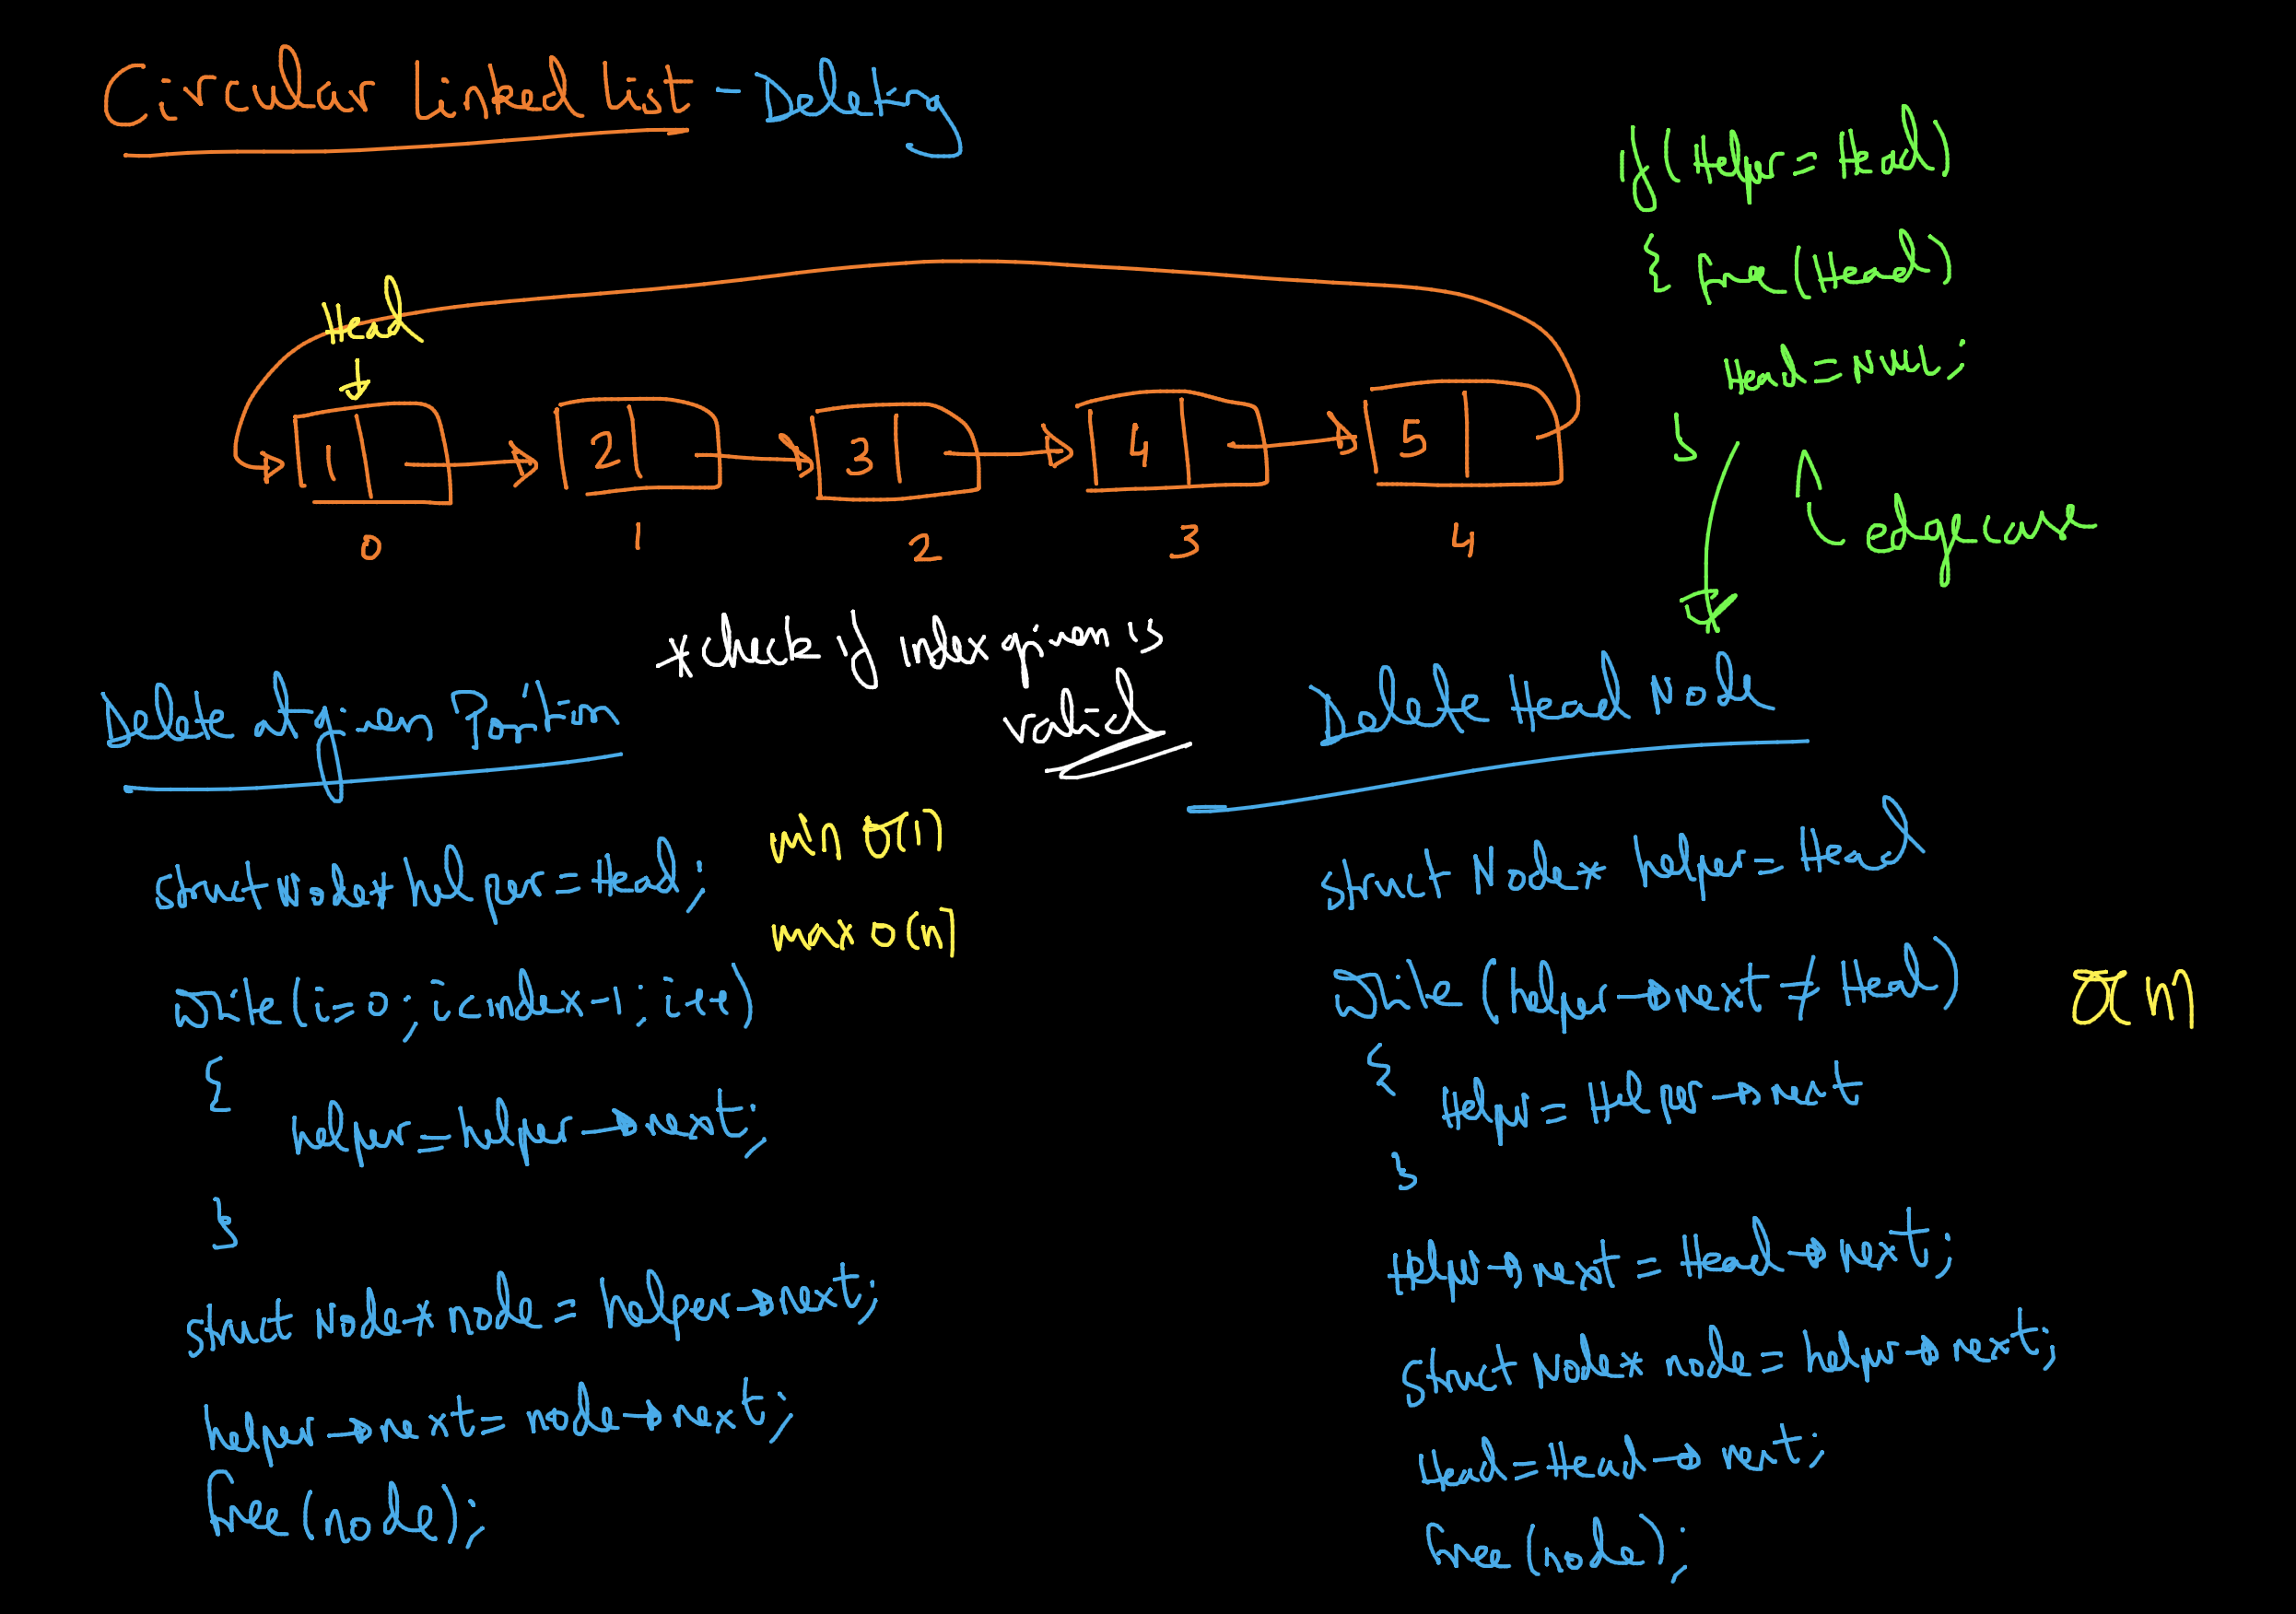 Circular Linked List - Deleting
if (Helper = Head)
{ free (Head)
Head = NULL;
}
edge case
Head
1 2 3 4 5
0 1 2 3 4
*check if index given is
valid
Delete at given Position
min O(1)
max O(n)
struct Node* helper = Head;
while (i=0; i<index-1; i++)
{
helper = helper→next;
}
struct Node* node = helper→next;
helper→next = node→next;
free (node);
Delete Head Node
struct Node* helper = Head
while (helper→next ≠ Head)
O(n)
{
Helper = Helper→next
}
Helper→next = Head→next;
struct Node* node = helper→next;
Head = Head→next;
free (node);